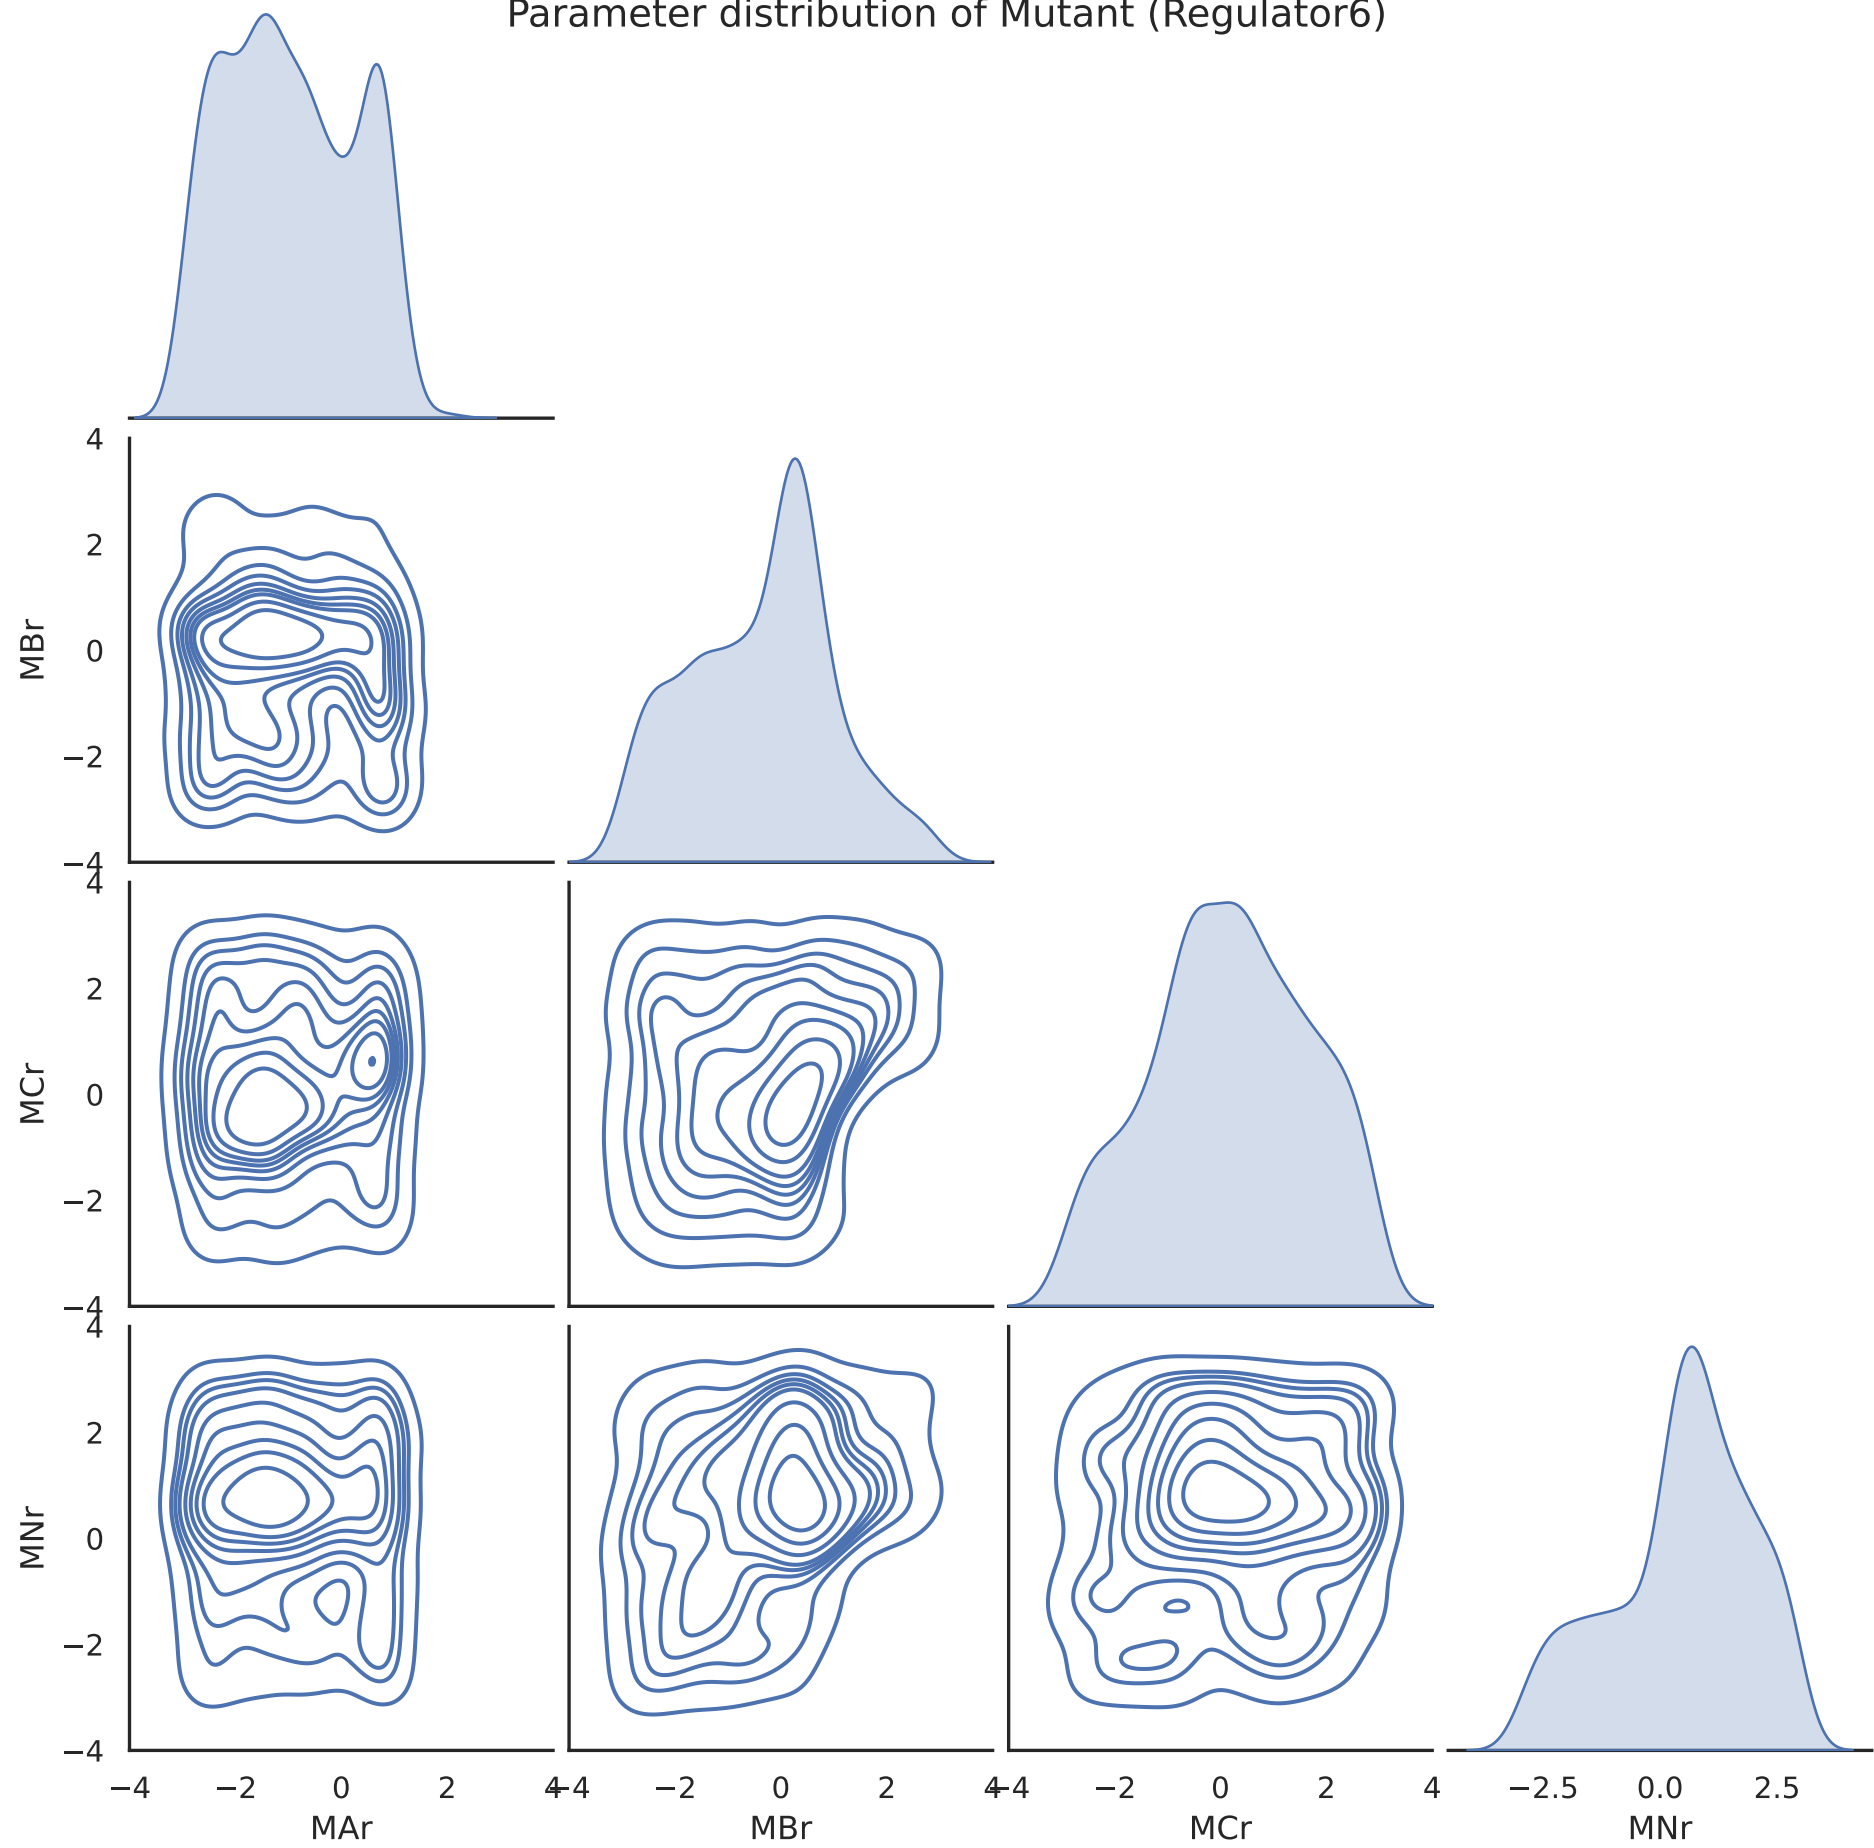 Parameter distribution of Mutant (Regulator6)
4
2
0
−2
−4
MBr
4
2
0
−2
−4
MCr
4
2
0
−2
−4
MNr
−4 −2 0 2 4
−4 −2 0 2 4
−4 −2 0 2 4
−2.5 0.0 2.5
MAr MBr MCr MNr